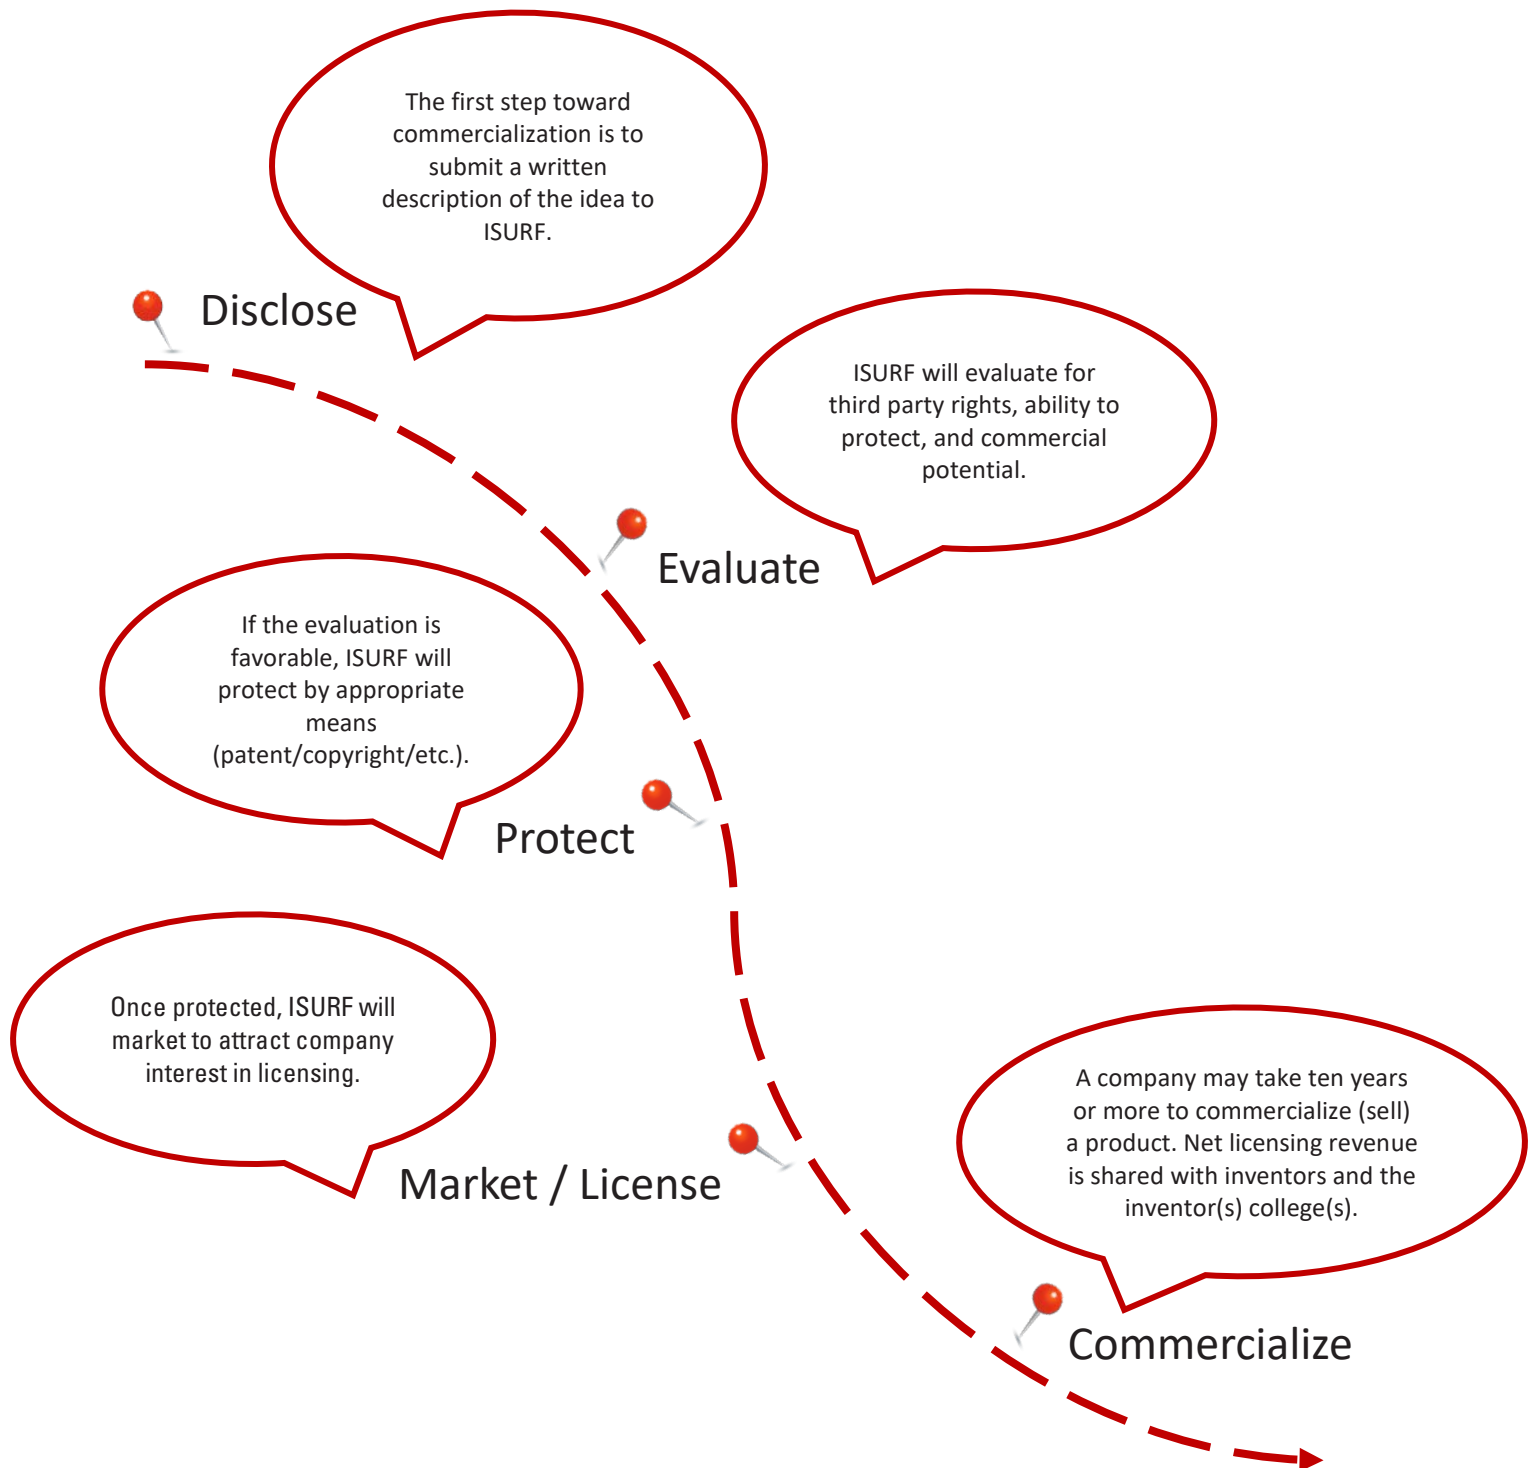 The first step toward
commercialization is to
submit a written
description of the idea to
ISURF.
Disclose
ISURF will evaluate for
third party rights, ability to
protect, and commercial
potential.
Evaluate
If the evaluation is
favorable, ISURF will
protect by appropriate
means
(patent/copyright/etc.).
Protect
Once protected, ISURF will
market to attract company
interest in licensing.
Market / License
A company may take ten years
or more to commercialize (sell)
a product. Net licensing revenue
is shared with inventors and the
inventor(s) college(s).
Commercialize